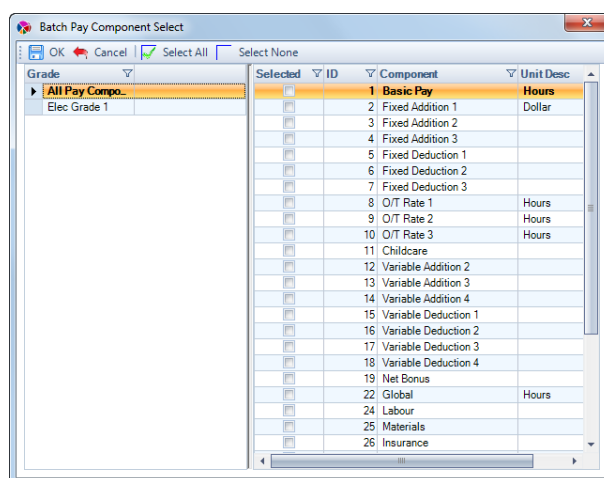 Batch Pay Component Select
OK Cancel Select All Select None
Grade Selected ID Component Unit Desc
All Pay Compo... 1 Basic Pay Hours
Elec Grade 1 2 Fixed Addition 1 Dollar
3 Fixed Addition 2
4 Fixed Addition 3
5 Fixed Deduction 1
6 Fixed Deduction 2
7 Fixed Deduction 3
8 O/T Rate 1 Hours
9 O/T Rate 2 Hours
10 O/T Rate 3 Hours
11 Childcare
12 Variable Addition 2
13 Variable Addition 3
14 Variable Addition 4
15 Variable Deduction 1
16 Variable Deduction 2
17 Variable Deduction 3
18 Variable Deduction 4
19 Net Bonus
22 Global Hours
24 Labour
25 Materials
26 Insurance